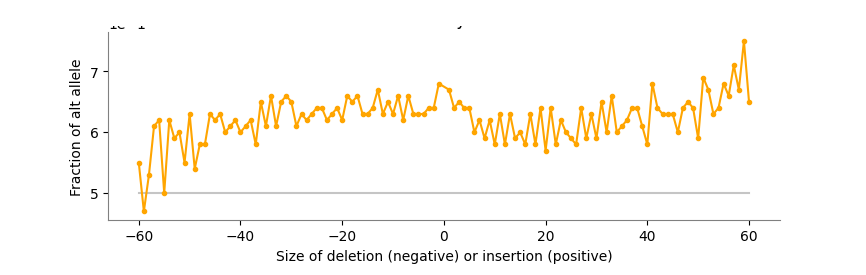 7
6
5
Fraction of alt allele
−60 −40 −20 0 20 40 60
Size of deletion (negative) or insertion (positive)